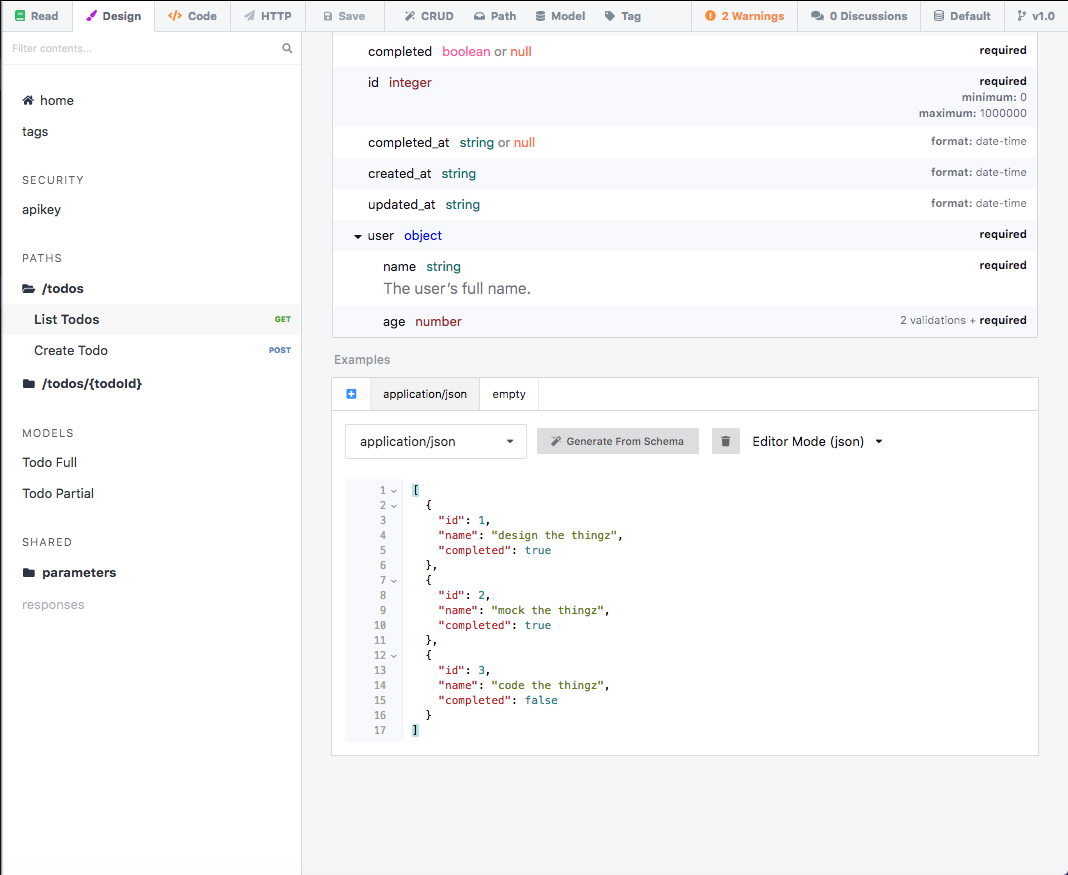 Read Design Code HTTP Save CRUD Path Model Tag 2 Warnings 0 Discussions Default v1.0
Filter contents...
home
tags
SECURITY
apikey
PATHS
/todos
List Todos GET
Create Todo POST
/todos/{todoId}
MODELS
Todo Full
Todo Partial
SHARED
parameters
responses
completed boolean or null required
id integer required
minimum: 0
maximum: 1000000
completed_at string or null format: date-time
created_at string format: date-time
updated_at string format: date-time
user object required
name string required
The user's full name.
age number 2 validations + required
Examples
application/json empty
application/json Generate From Schema Editor Mode (json)
1 [
2 {
3 "id": 1,
4 "name": "design the thingz",
5 "completed": true
6 },
7 {
8 "id": 2,
9 "name": "mock the thingz",
10 "completed": true
11 },
12 {
13 "id": 3,
14 "name": "code the thingz",
15 "completed": false
16 }
17 ]